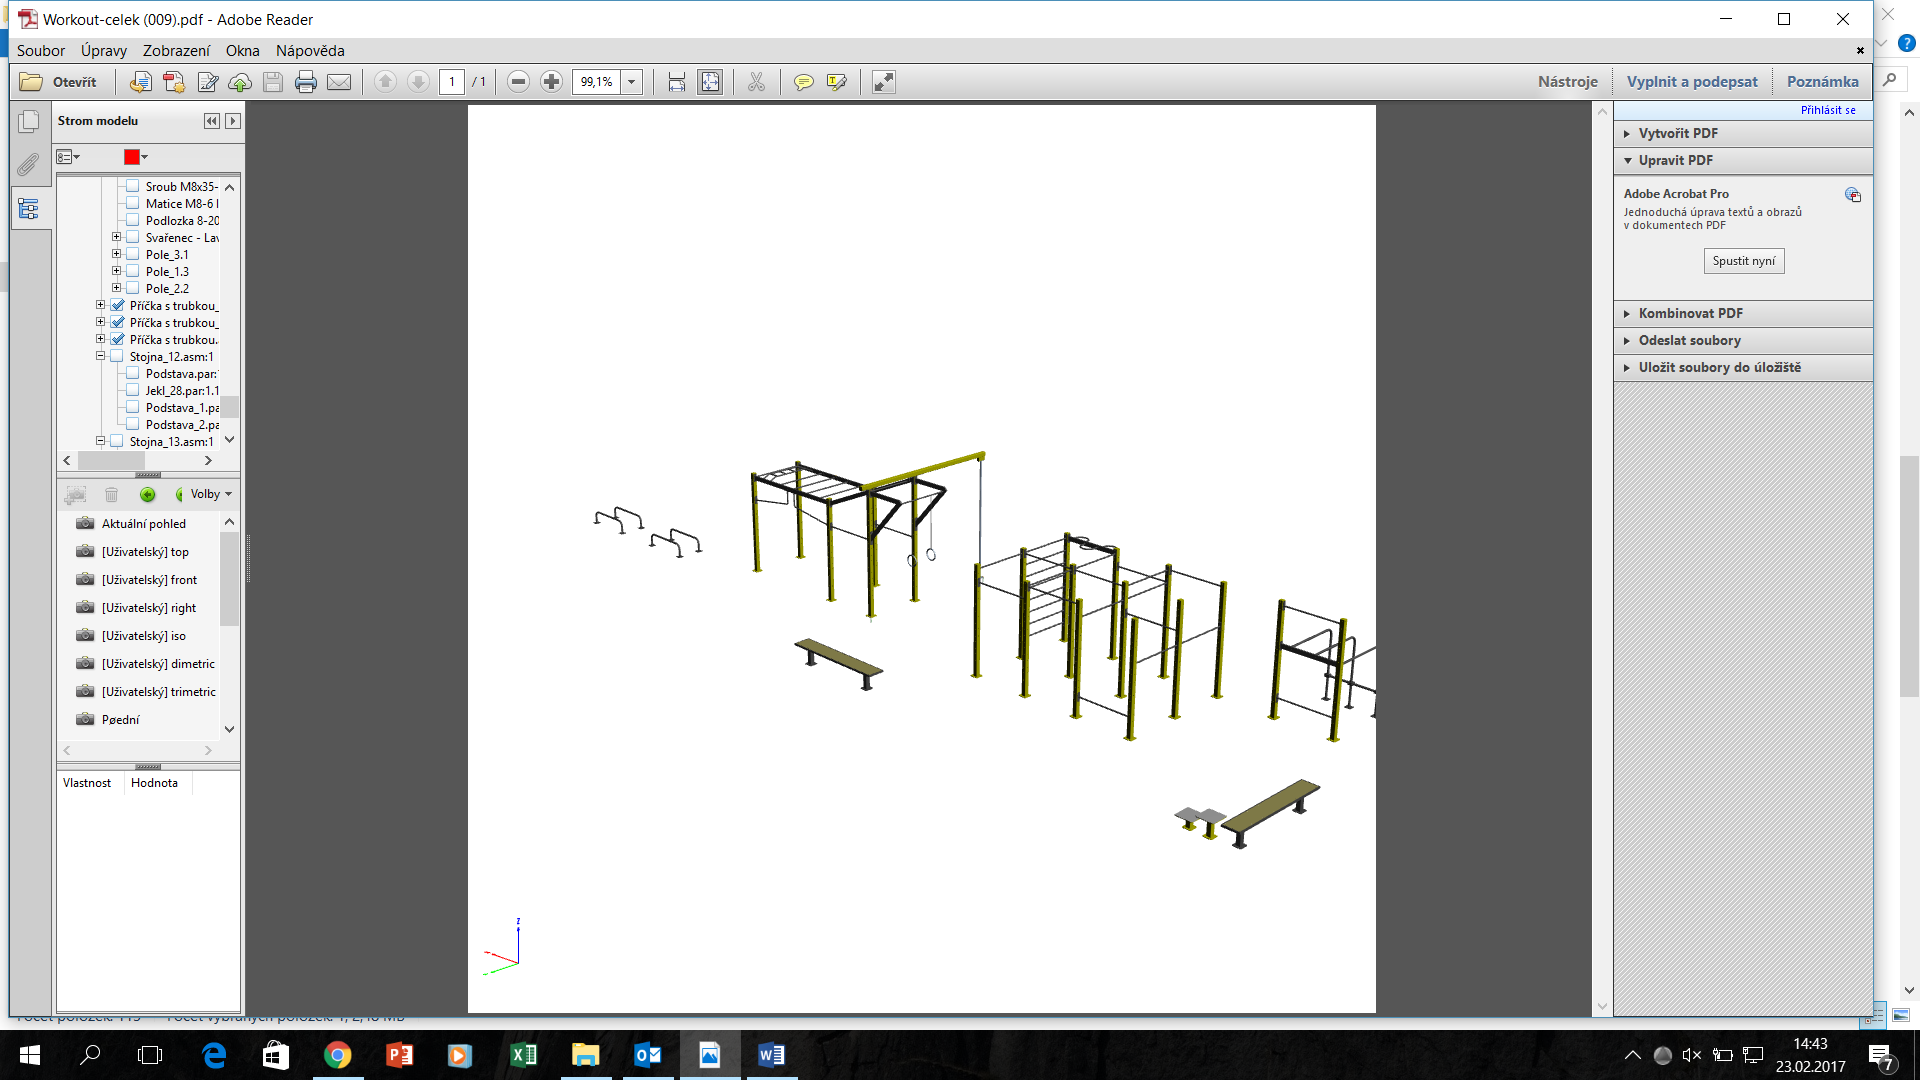 Workout-celek (009).pdf - Adobe Reader
Soubor Úpravy Zobrazení Okna Nápověda
Otevřít 1 / 1 99,1% Nástroje Vyplnit a podepsat Poznámka
Přihlásit se
Strom modelu
Sroub M8x35-
Matice M8-6
Podlozka 8-20
Svařenec - Lav
Pole_3.1
Pole_1.3
Pole_2.2
Příčka s trubkou_
Příčka s trubkou_
Příčka s trubkou.
Stojna_12.asm:1
Podstava.par:
Jekl_28.par:1.1
Podstava_1.pa
Podstava_2.pa
Stojna_13.asm:1
Volby
Aktuální pohled
[Uživatelský] top
[Uživatelský] front
[Uživatelský] right
[Uživatelský] iso
[Uživatelský] dimetric
[Uživatelský] trimetric
Pøední
Vlastnost Hodnota
z
Vytvořit PDF
Upravit PDF
Adobe Acrobat Pro
Jednoduchá úprava textů a obrazů
v dokumentech PDF
Spustit nyní
Kombinovat PDF
Odeslat soubory
Uložit soubory do úložiště
14:43
23.02.2017
7